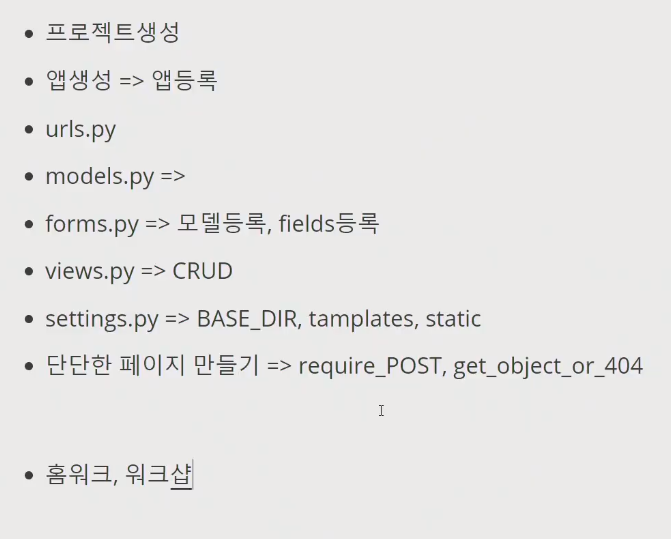 프로젝트생성
앱생성 => 앱등록
urls.py
models.py =>
forms.py => 모델등록, fields등록
views.py => CRUD
settings.py => BASE_DIR, tamplates, static
단단한 페이지 만들기 => require_POST, get_object_or_404
홈워크, 워크샵